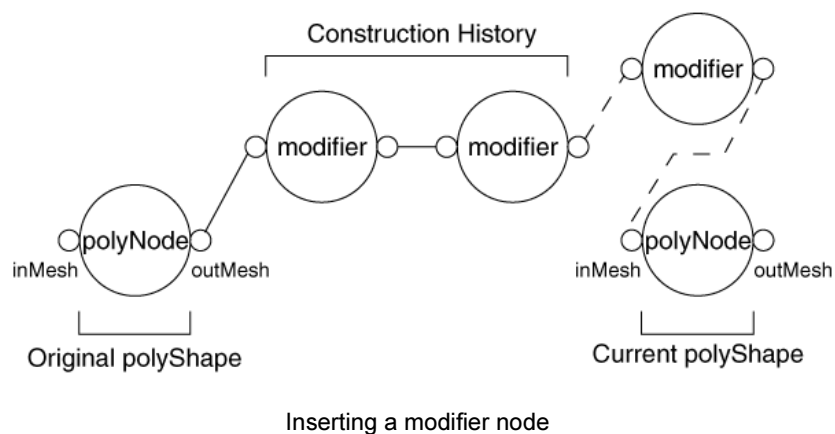 Construction History
modifier
modifier
modifier
polyNode
inMesh
outMesh
polyNode
inMesh
outMesh
Original polyShape
Current polyShape
Inserting a modifier node